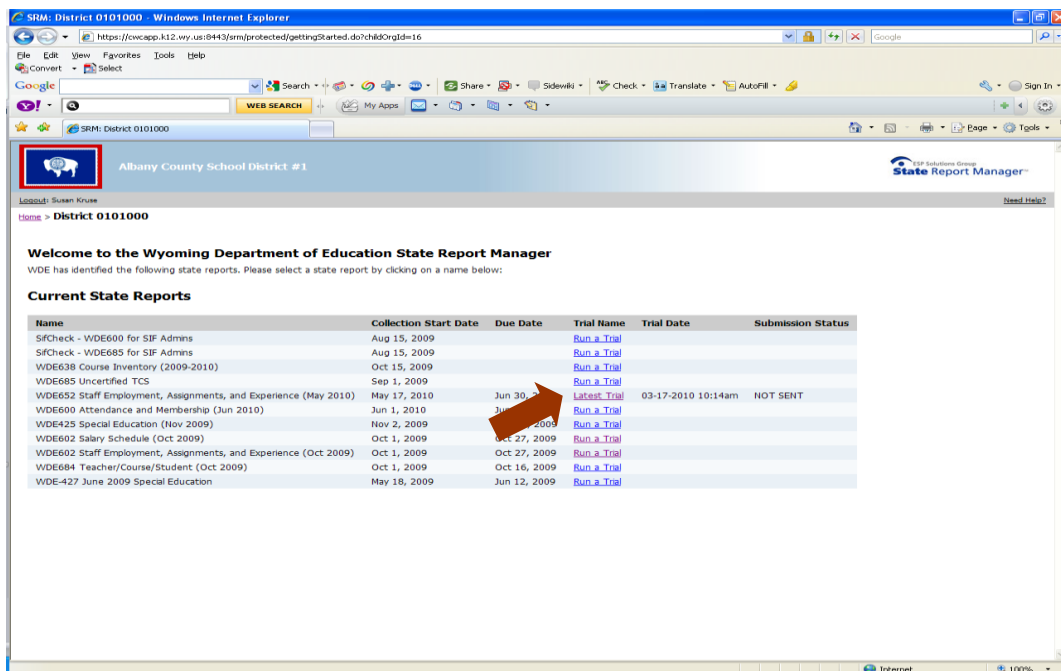 SRM: District 0101000 - Windows Internet Explorer
https://cwcapp.k12.wy.us:8443/srm/protected/gettingStarted.do?childOrgId=16 Google
File Edit View Favorites Tools Help
Convert Select
Google Search Share Sidewiki Check Translate AutoFill Sign In
Y! WEB SEARCH My Apps
SRM: District 0101000 Page Tools
Albany County School District #1 ESP Solutions Group
State Report Manager
Logout: Susan Kruse Need Help?
Home > District 0101000
Welcome to the Wyoming Department of Education State Report Manager
WDE has identified the following state reports. Please select a state report by clicking on a name below:
Current State Reports
Name Collection Start Date Due Date Trial Name Trial Date Submission Status
SifCheck - WDE600 for SIF Admins Aug 15, 2009 Run a Trial
SifCheck - WDE685 for SIF Admins Aug 15, 2009 Run a Trial
WDE638 Course Inventory (2009-2010) Oct 15, 2009 Run a Trial
WDE685 Uncertified TCS Sep 1, 2009 Run a Trial
WDE652 Staff Employment, Assignments, and Experience (May 2010) May 17, 2010 Jun 30, Latest Trial 03-17-2010 10:14am NOT SENT
WDE600 Attendance and Membership (Jun 2010) Jun 1, 2010 Run a Trial
WDE425 Special Education (Nov 2009) Nov 2, 2009 2009 Run a Trial
WDE602 Salary Schedule (Oct 2009) Oct 1, 2009 Oct 27, 2009 Run a Trial
WDE602 Staff Employment, Assignments, and Experience (Oct 2009) Oct 1, 2009 Oct 27, 2009 Run a Trial
WDE684 Teacher/Course/Student (Oct 2009) Oct 1, 2009 Oct 16, 2009 Run a Trial
WDE-427 June 2009 Special Education May 18, 2009 Jun 12, 2009 Run a Trial
Internet 100%